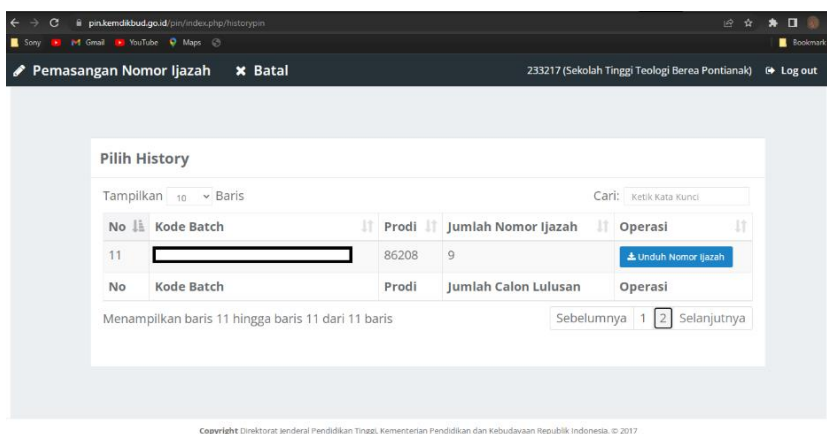 pin.kemdikbud.go.id/pin/index.php/historypin
Sony Gmail YouTube Maps Bookmark
Pemasangan Nomor Ijazah Batal 233217 (Sekolah Tinggi Teologi Berea Pontianak) Log out
Pilih History
Tampilkan 10 Baris Cari: Ketik Kata Kunci
No Kode Batch Prodi Jumlah Nomor Ijazah Operasi
11 86208 9 Unduh Nomor Ijazah
No Kode Batch Prodi Jumlah Calon Lulusan Operasi
Menampilkan baris 11 hingga baris 11 dari 11 baris Sebelumnya 1 2 Selanjutnya
Copyright Direktorat Jenderal Pendidikan Tinggi, Kementerian Pendidikan dan Kebudayaan Republik Indonesia. © 2017